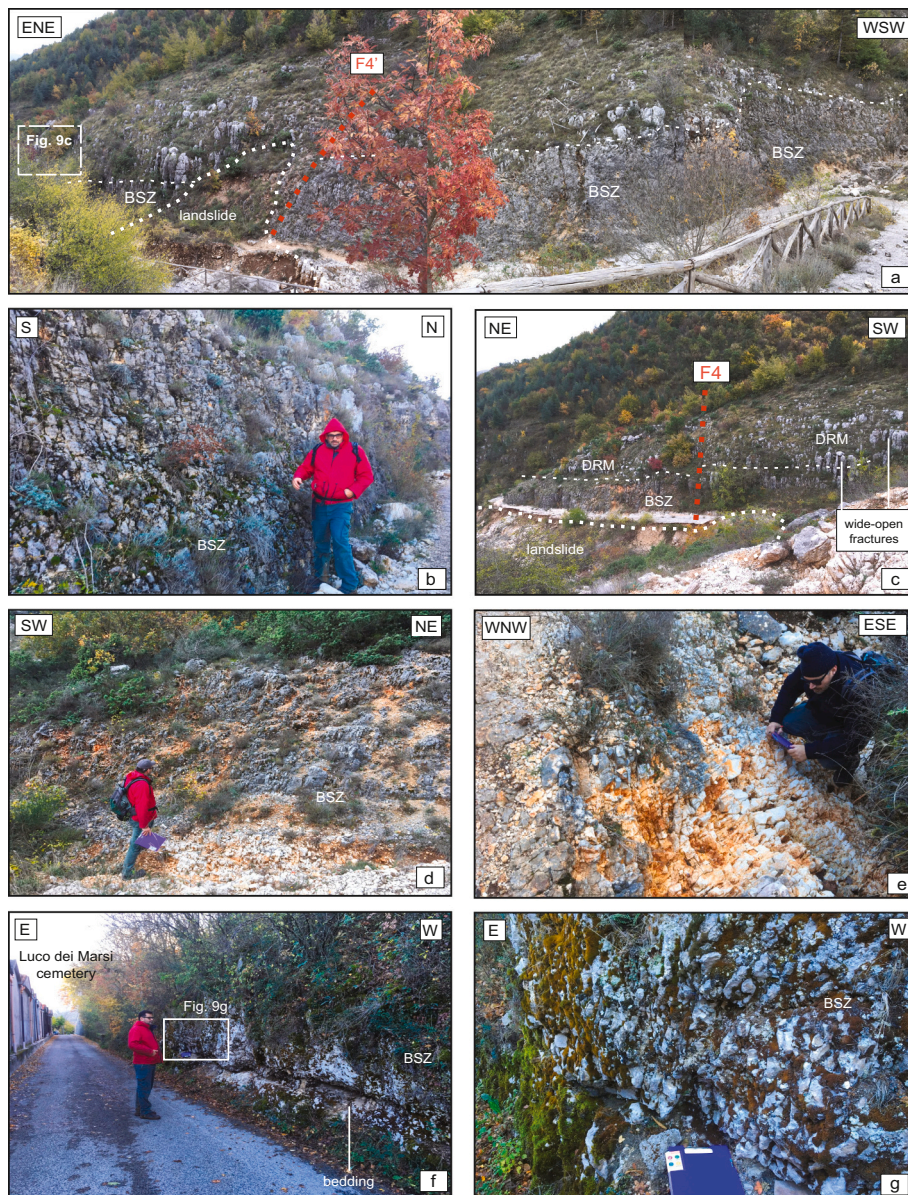 ENE
WSW
F4'
Fig. 9c
BSZ
landslide
BSZ
BSZ
a
S
N
BSZ
b
NE
SW
F4
DRM
DRM
BSZ
landslide
wide-open
fractures
c
SW
NE
BSZ
d
WNW
ESE
e
E
W
Luco dei Marsi
cemetery
Fig. 9g
BSZ
bedding
f
E
W
BSZ
g